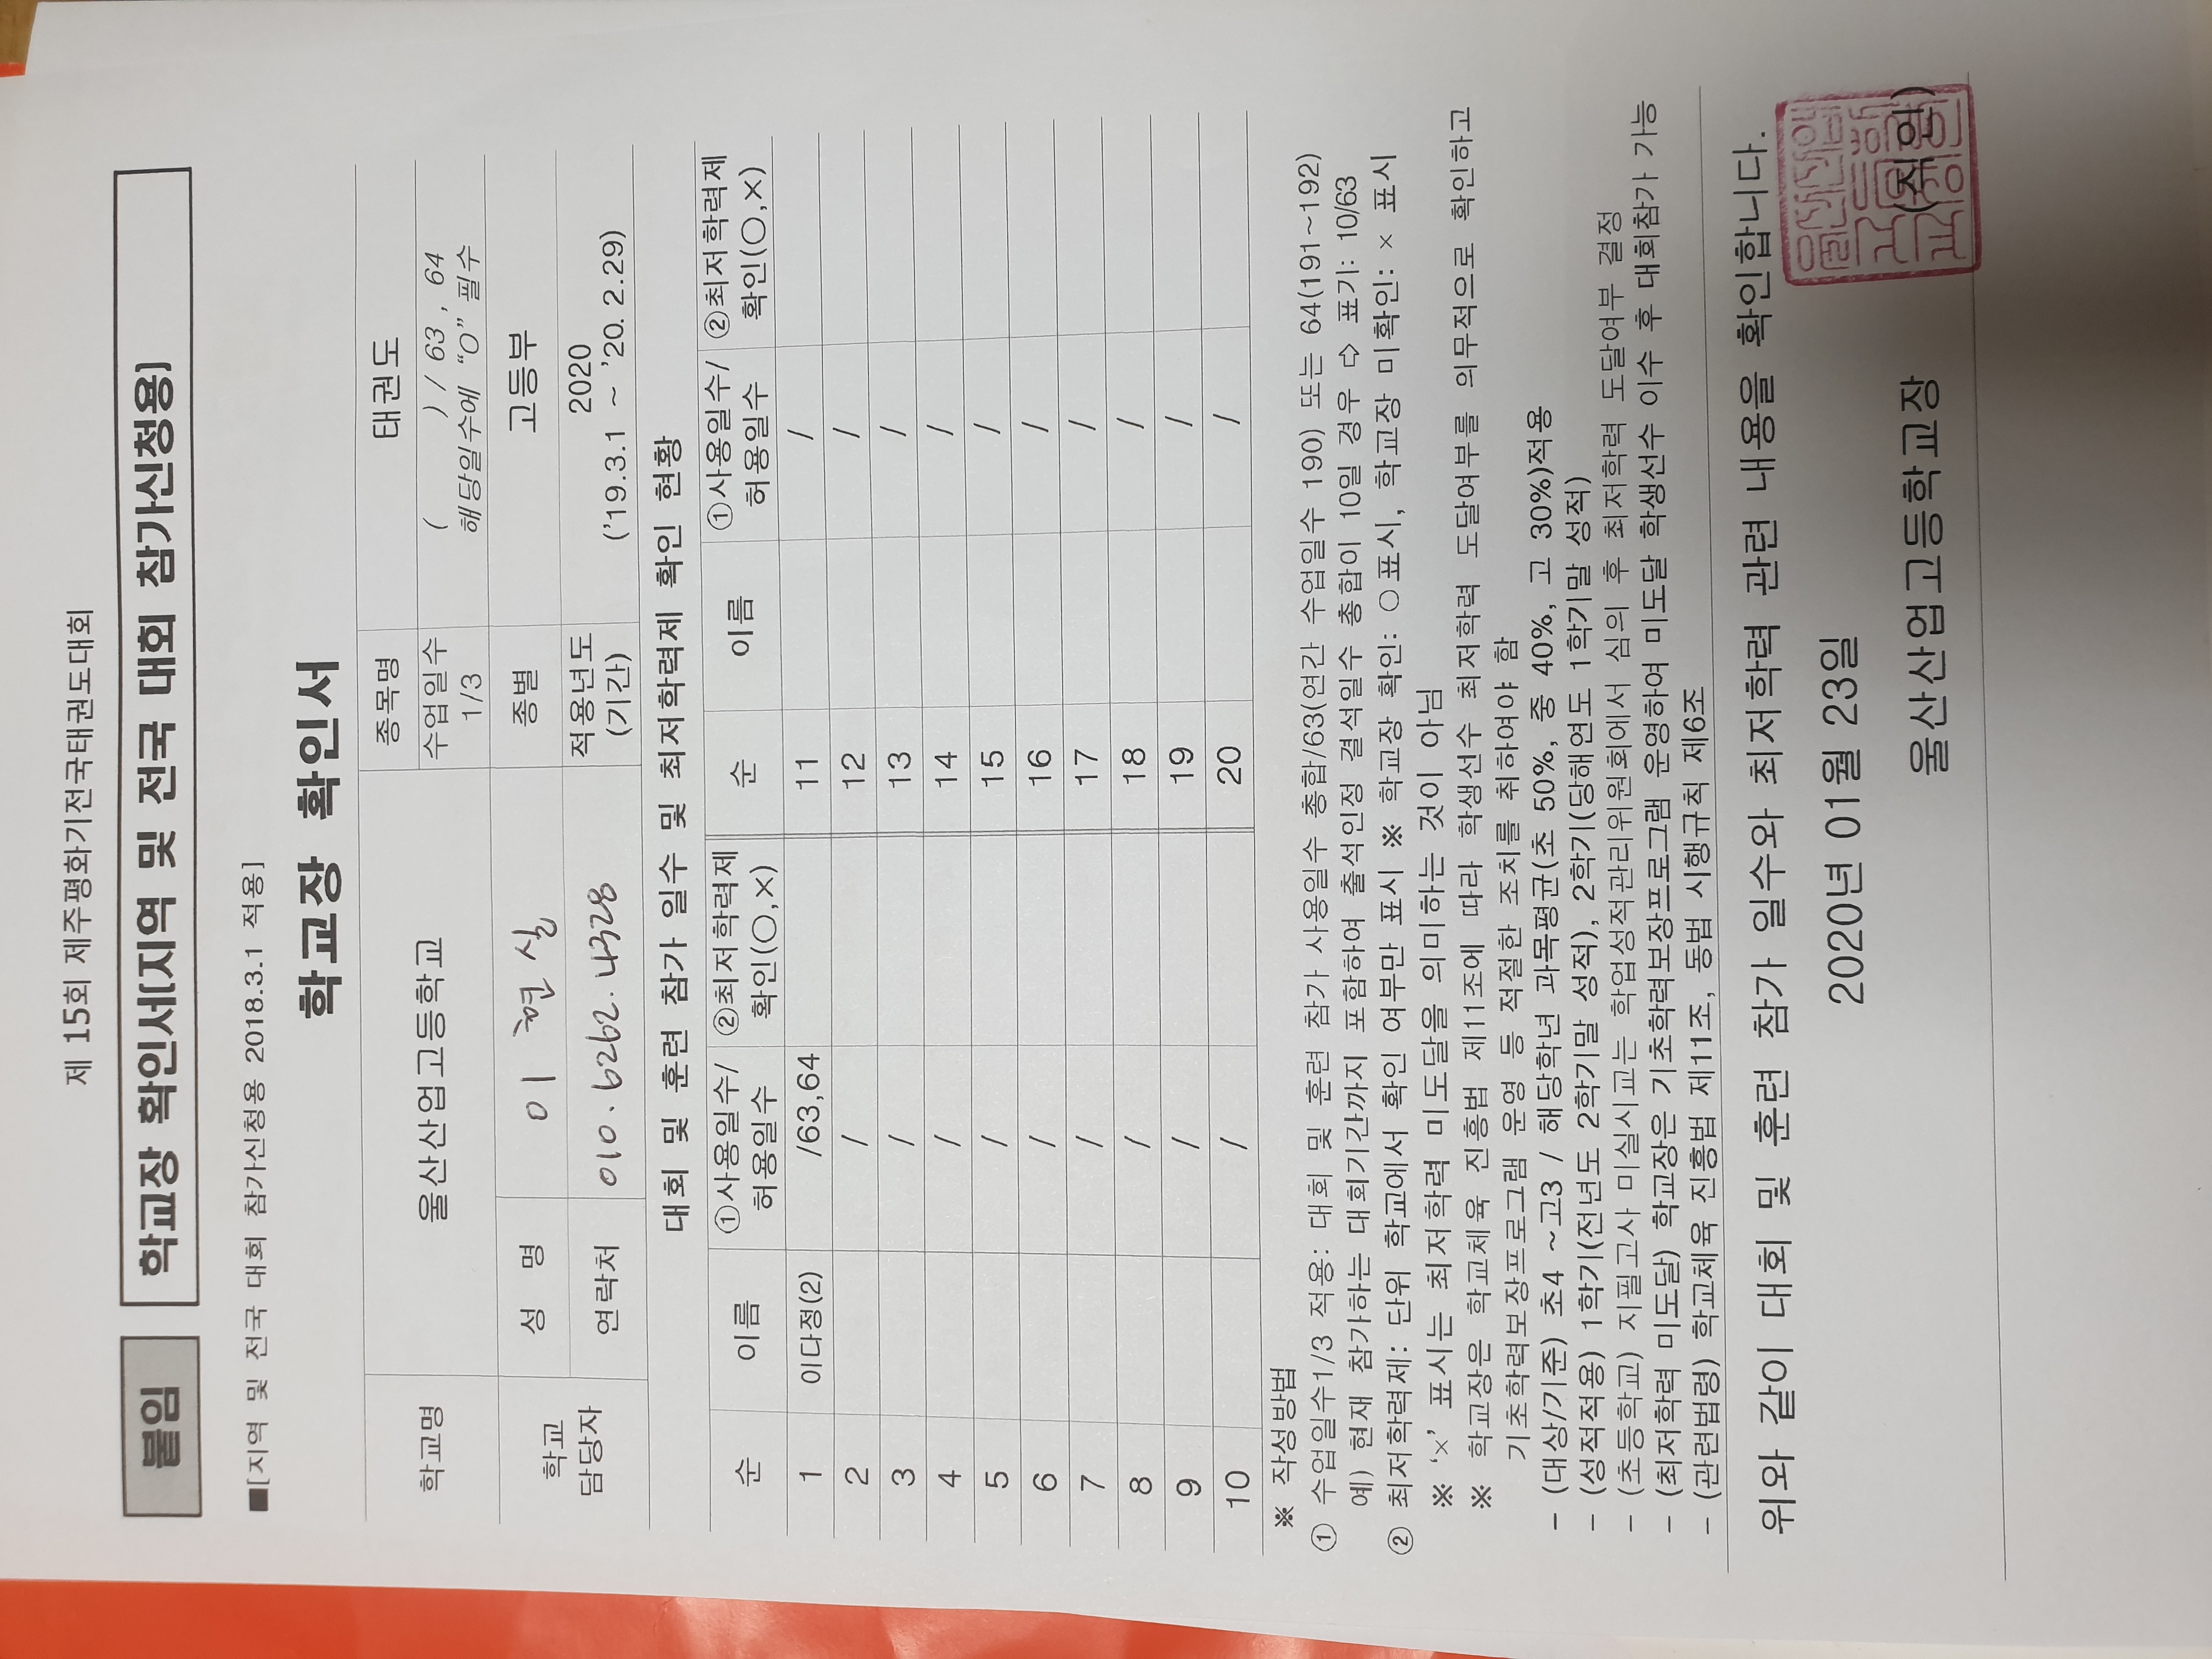 제 15회 제주평화기전국태권도대회
붙임 학교장 확인서(지역 및 전국 대회 참가신청용)
■[지역 및 전국 대회 참가신청용 2018.3.1 적용]
학교장 확인서
학교명 울산산업고등학교 종목명 태권도
수업일수 1/3 ( ) / 63 , 64
해당일수에 "O" 필수
학교 담당자 성 명 이 현 실 종별 고등부
연락처 010.6262.4328 적용년도 (기간) 2020
('19.3.1 ~ '20. 2.29)
대회 및 훈련 참가 일수 및 최저학력제 확인 현황
순 이름 ①사용일수/허용일수 ②최저학력제 확인(○,×) 순 이름 ①사용일수/허용일수 ②최저학력제 확인(○,×)
1 이다정(2) /63,64 11 /
2 / 12 /
3 / 13 /
4 / 14 /
5 / 15 /
6 / 16 /
7 / 17 /
8 / 18 /
9 / 19 /
10 / 20 /
※ 작성방법
① 수업일수1/3 적용: 대회 및 훈련 참가 사용일수 총합/63(연간 수업일수 190) 또는 64(191~192)
예) 현재 참가하는 대회기간까지 포함하여 출석인정 결석일수 총합이 10일 경우 ⇨ 표기: 10/63
② 최저학력제: 단위 학교에서 확인 여부만 표시 ※ 학교장 확인: ○표시, 학교장 미확인: × 표시
※ '×' 표시는 최저학력 미도달을 의미하는 것이 아님
※ 학교장은 학교체육 진흥법 제11조에 따라 학생선수 최저학력 도달여부를 의무적으로 확인하고
기초학력보장프로그램 운영 등 적절한 조치를 취하여야 함
- (대상/기준) 초4 ~고3 / 해당학년 과목평균(초 50%, 중 40%, 고 30%)적용
- (성적적용) 1학기(전년도 2학기말 성적), 2학기(당해연도 1학기말 성적)
- (초등학교) 지필고사 미실시교는 학업성적관리위원회에서 심의 후 최저학력 도달여부 결정
- (최저학력 미도달) 학교장은 기초학력보장프로그램 운영하여 미도달 학생선수 이수 후 대회참가 가능
- (관련법령) 학교체육 진흥법 제11조, 동법 시행규칙 제6조
위와 같이 대회 및 훈련 참가 일수와 최저학력 관련 내용을 확인합니다.
2020년 01월 23일
울산산업고등학교장 (직인)
울산산업
고등학
교장인